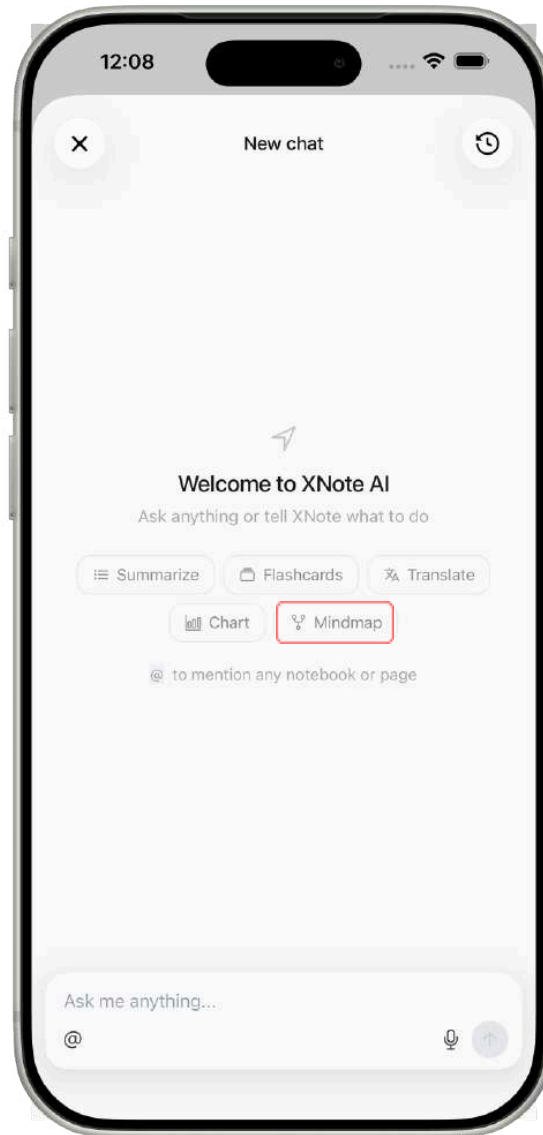 12:08
New chat
Welcome to XNote AI
Ask anything or tell XNote what to do
Summarize
Flashcards
Translate
Chart
Mindmap
@ to mention any notebook or page
Ask me anything...
@